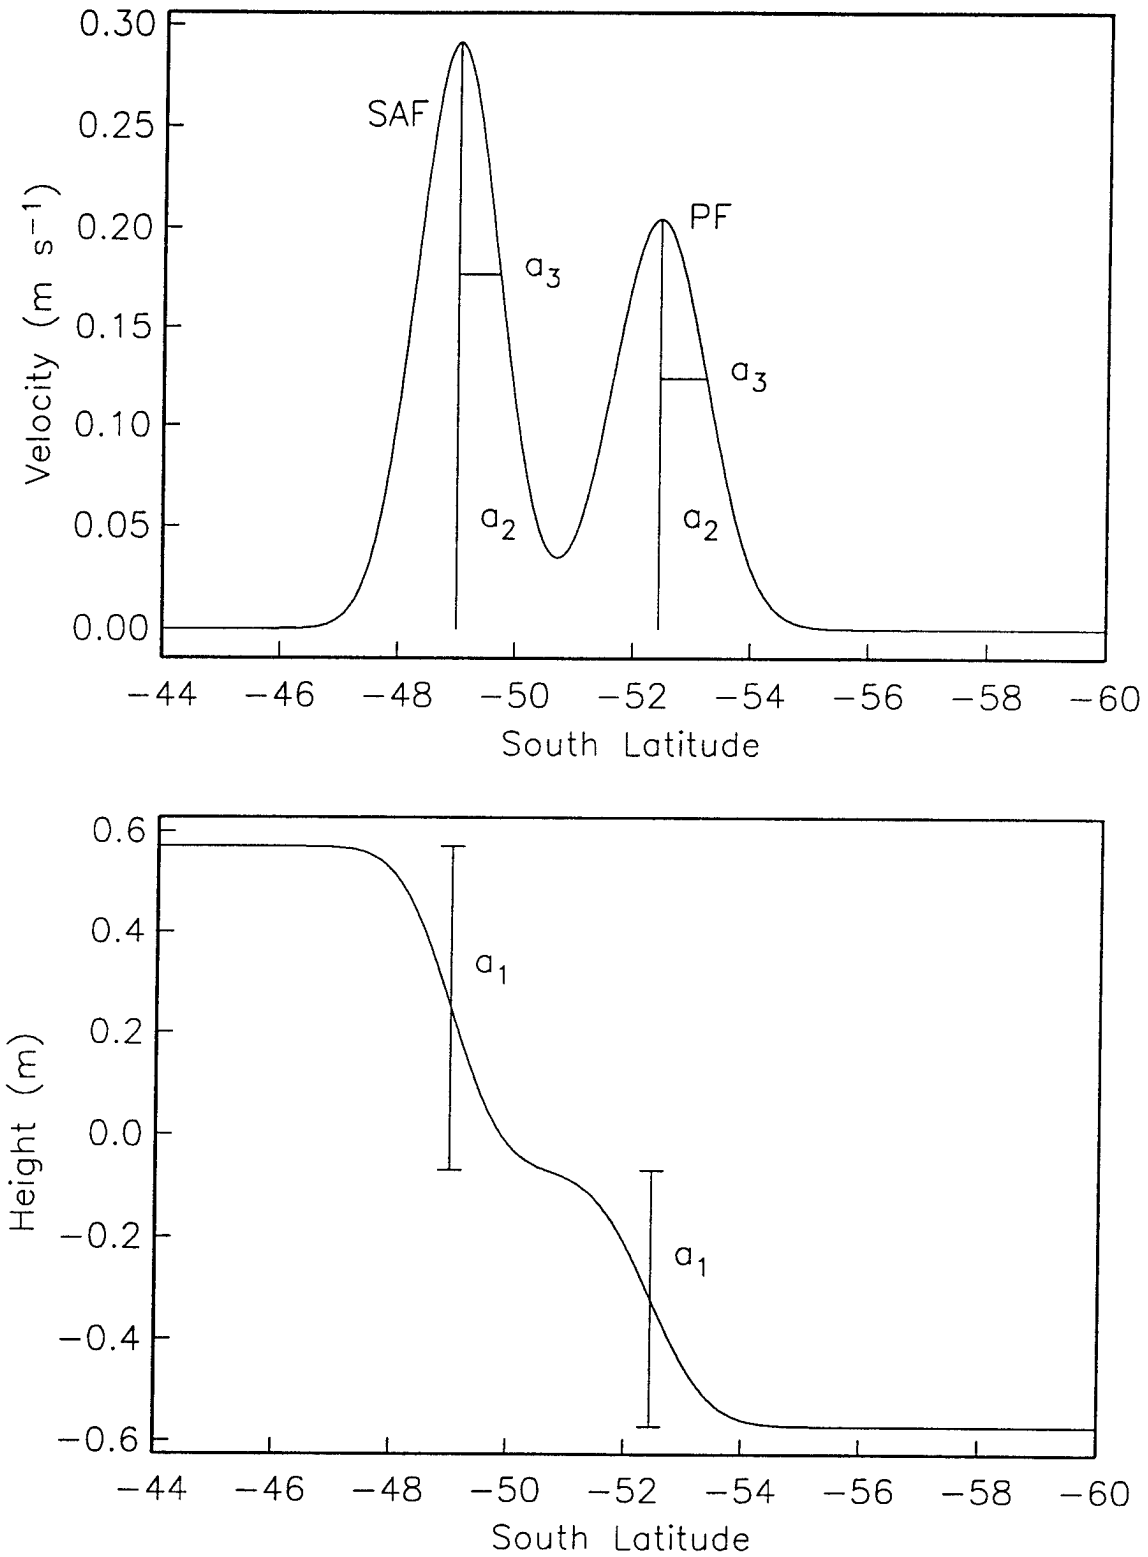 0.30
0.25
0.20
0.15
0.10
0.05
0.00
Velocity (m s⁻¹)
SAF
PF
a₃
a₃
a₂
a₂
−44 −46 −48 −50 −52 −54 −56 −58 −60
South Latitude
0.6
0.4
0.2
0.0
−0.2
−0.4
−0.6
Height (m)
a₁
a₁
−44 −46 −48 −50 −52 −54 −56 −58 −60
South Latitude